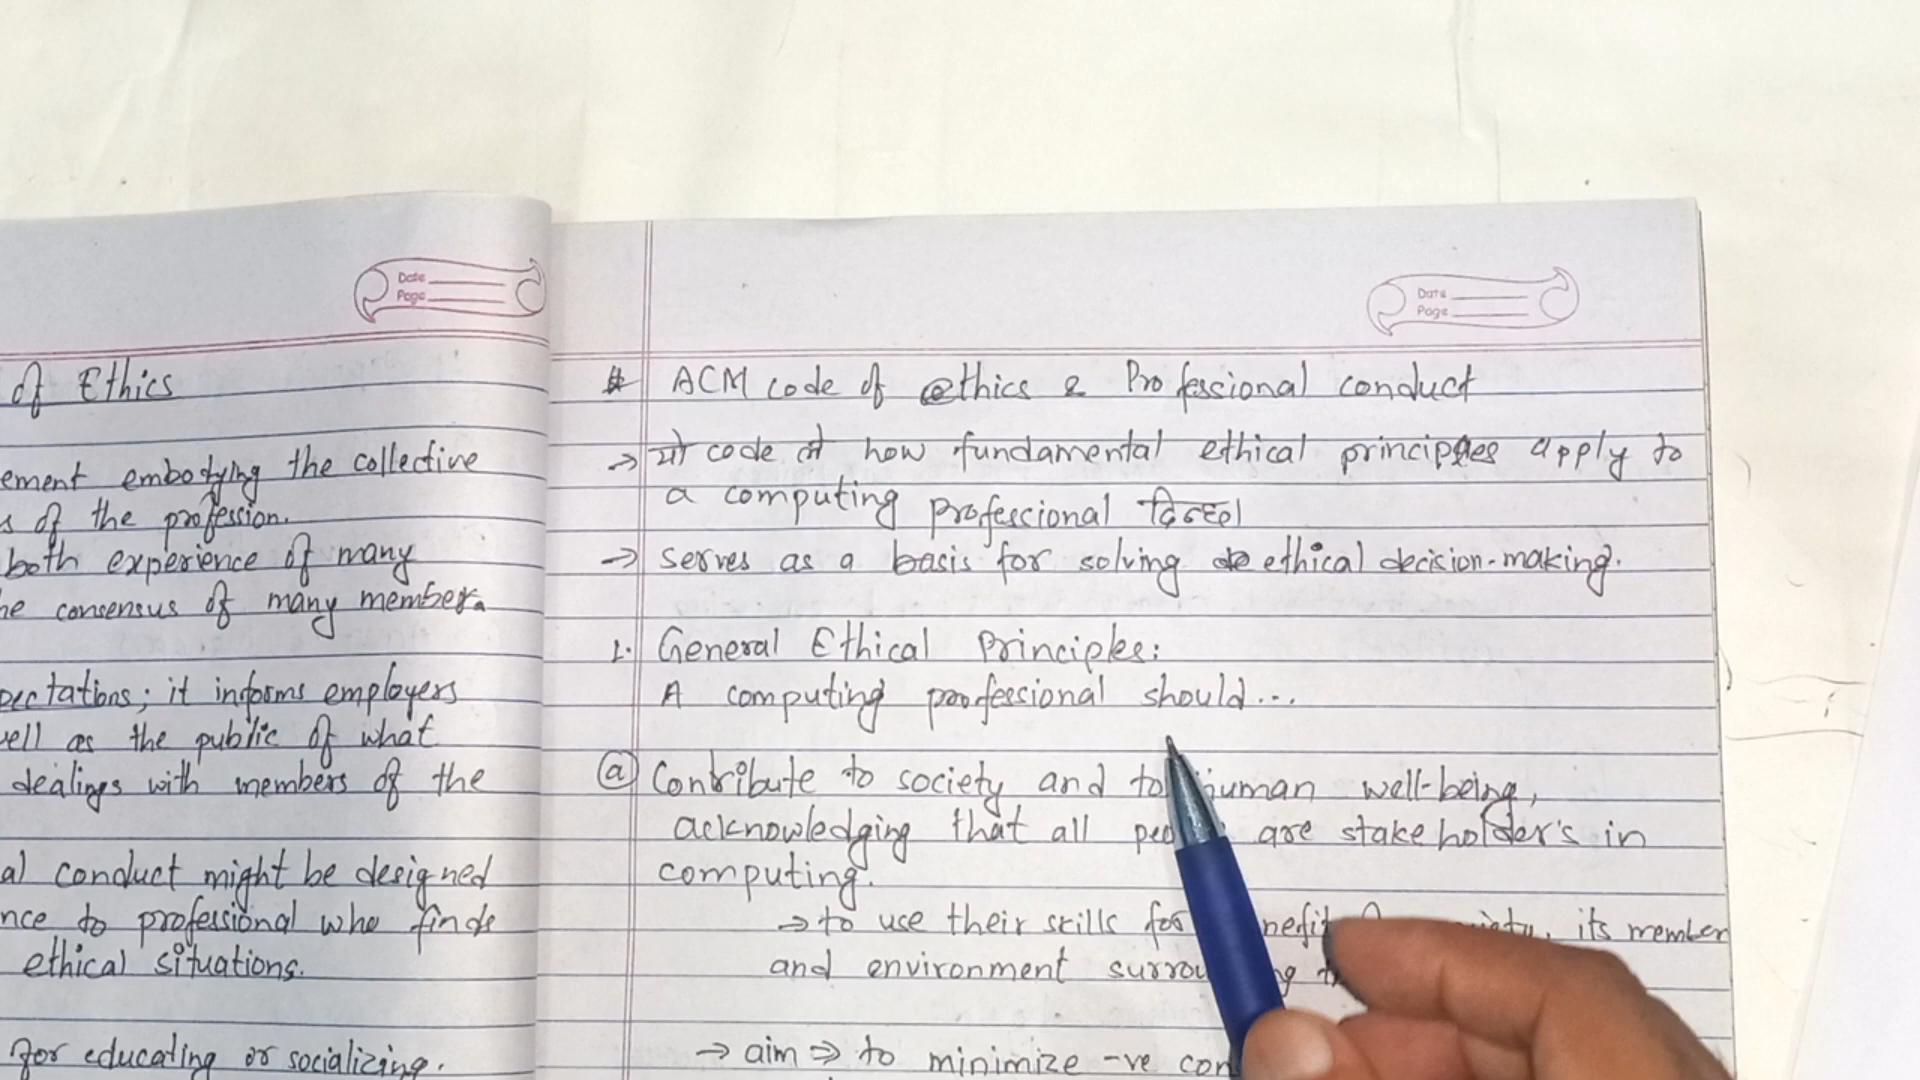 Date
Page
of Ethics
ement embodying the collective
s of the profession.
both experience of many
he consensus of many member.
pectations; it informs employers
well as the public of what
dealings with members of the
al conduct might be designed
nce to professional who finds
ethical situations.
for educating or socializing.
Date
Page
# ACM code of ethics & Professional conduct
→ यो code ले how fundamental ethical principles apply to
a computing professional दिन्छ।
→ serves as a basis for solving ethical decision-making.
1. General Ethical Principles:
A computing professional should...
(a) Contribute to society and to human well-being,
acknowledging that all are stakeholder's in
computing.
→ to use their skills for its member
and environment
→ aim ⇒ to minimize -ve